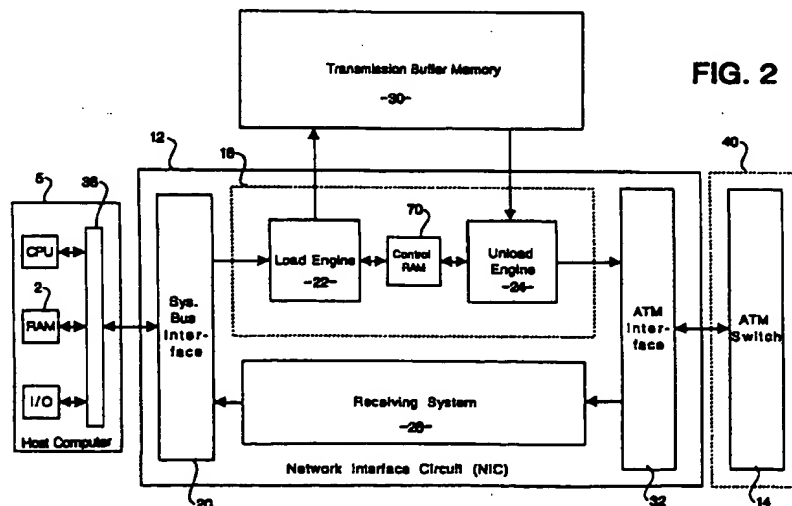 Transmission Buffer Memory
-30-
FIG. 2
12
18
40
5
36
70
CPU
Load Engine
-22-
Control
RAM
Unload
Engine
-24-
2
RAM
Sys.
Bus
Inter-
face
ATM
Inter-
face
ATM
Switch
I/O
Receiving System
-28-
Host Computer
Network Interface Circuit (NIC)
20
32
14